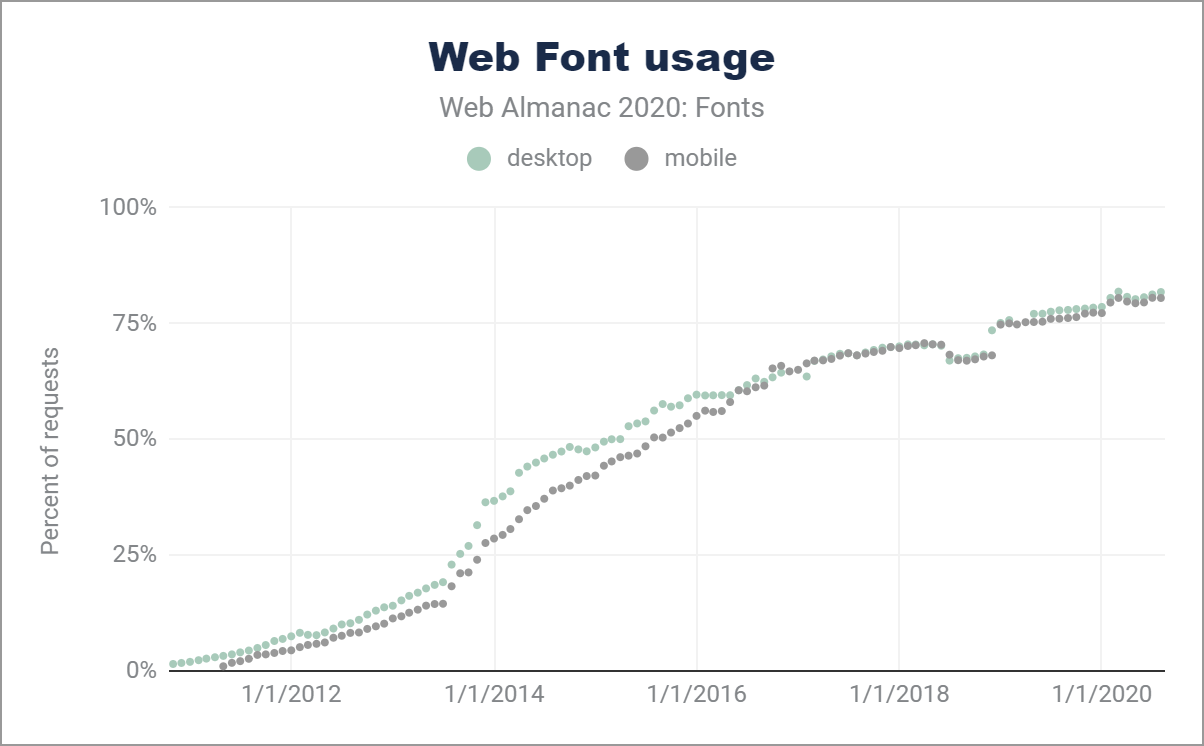 Web Font usage
Web Almanac 2020: Fonts
desktop mobile
100%
75%
50%
25%
0%
Percent of requests
1/1/2012 1/1/2014 1/1/2016 1/1/2018 1/1/2020